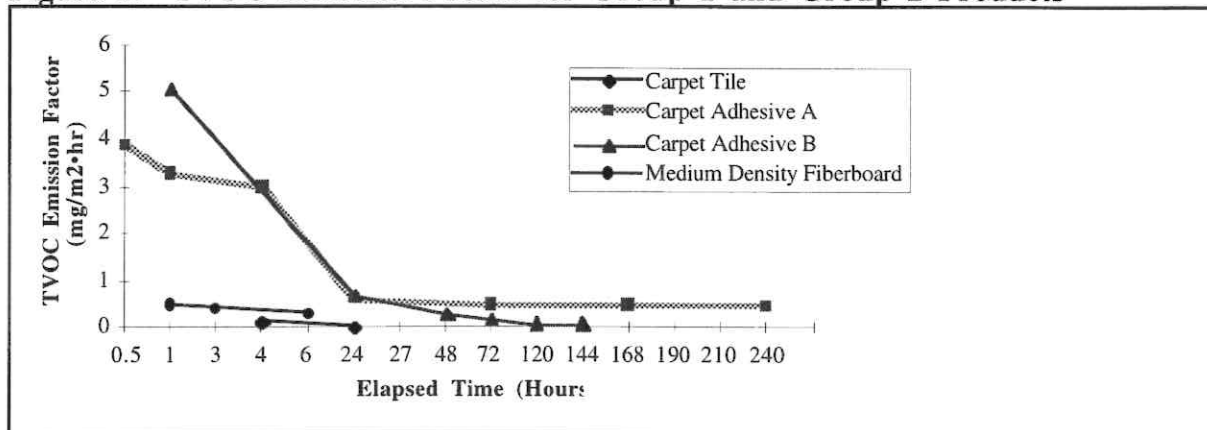 Products
6
5
4
3
2
1
0
TVOC Emission Factor
(mg/m2•hr)
Carpet Tile
Carpet Adhesive A
Carpet Adhesive B
Medium Density Fiberboard
0.5 1 3 4 6 24 27 48 72 120 144 168 190 210 240
Elapsed Time (Hours